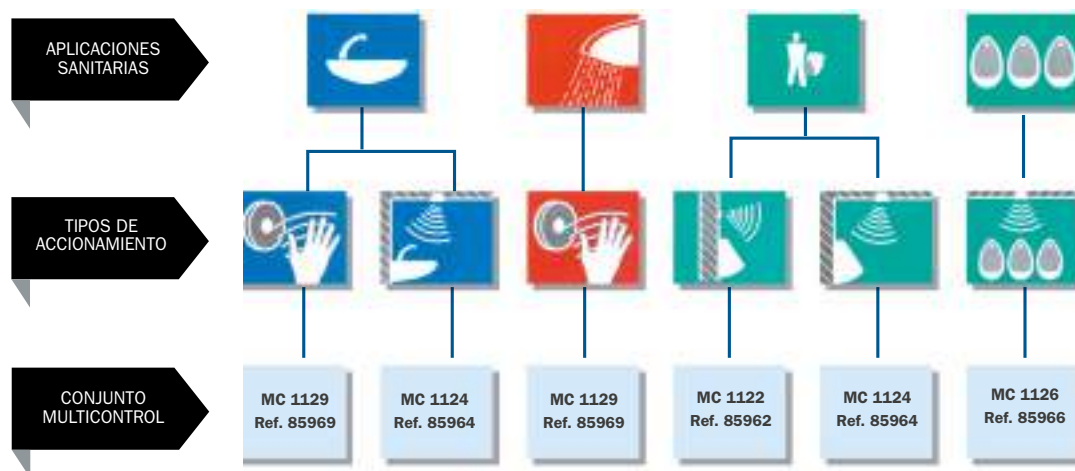 APLICACIONES
SANITARIAS
TIPOS DE
ACCIONAMIENTO
CONJUNTO
MULTICONTROL
MC 1129
Ref. 85969
MC 1124
Ref. 85964
MC 1129
Ref. 85969
MC 1122
Ref. 85962
MC 1124
Ref. 85964
MC 1126
Ref. 85966